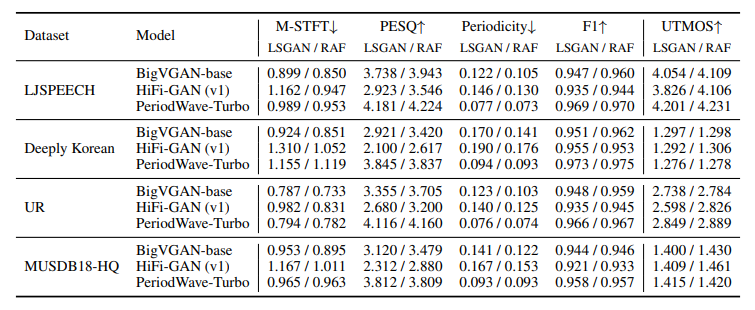 Dataset Model M-STFT↓ PESQ↑ Periodicity↓ F1↑ UTMOS↑
LSGAN / RAF LSGAN / RAF LSGAN / RAF LSGAN / RAF LSGAN / RAF
BigVGAN-base 0.899 / 0.850 3.738 / 3.943 0.122 / 0.105 0.947 / 0.960 4.054 / 4.109
LJSPEECH HiFi-GAN (v1) 1.162 / 0.947 2.923 / 3.546 0.146 / 0.130 0.935 / 0.944 3.826 / 4.106
PeriodWave-Turbo 0.989 / 0.953 4.181 / 4.224 0.077 / 0.073 0.969 / 0.970 4.201 / 4.231
BigVGAN-base 0.924 / 0.851 2.921 / 3.420 0.170 / 0.141 0.951 / 0.962 1.297 / 1.298
Deeply Korean HiFi-GAN (v1) 1.310 / 1.052 2.100 / 2.617 0.190 / 0.176 0.955 / 0.953 1.292 / 1.306
PeriodWave-Turbo 1.155 / 1.119 3.845 / 3.837 0.094 / 0.093 0.973 / 0.975 1.276 / 1.278
BigVGAN-base 0.787 / 0.733 3.355 / 3.705 0.123 / 0.103 0.948 / 0.959 2.738 / 2.784
UR HiFi-GAN (v1) 0.982 / 0.831 2.680 / 3.200 0.140 / 0.125 0.935 / 0.945 2.598 / 2.826
PeriodWave-Turbo 0.794 / 0.782 4.116 / 4.160 0.076 / 0.074 0.966 / 0.967 2.849 / 2.889
BigVGAN-base 0.953 / 0.895 3.120 / 3.479 0.141 / 0.122 0.944 / 0.946 1.400 / 1.430
MUSDB18-HQ HiFi-GAN (v1) 1.167 / 1.011 2.312 / 2.880 0.167 / 0.153 0.921 / 0.933 1.409 / 1.461
PeriodWave-Turbo 0.965 / 0.963 3.812 / 3.809 0.093 / 0.093 0.958 / 0.957 1.415 / 1.420